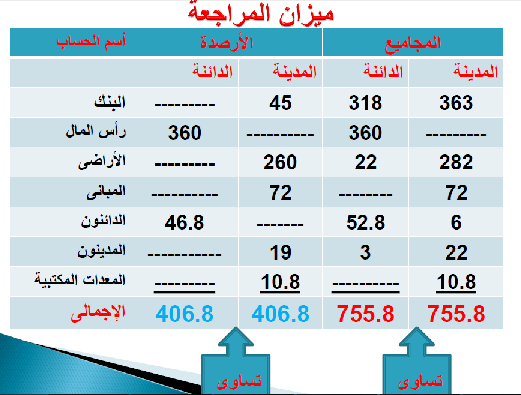 ميزان المراجعة
المجاميع الأرصدة أسم الحساب
المدينة الدائنة المدينة الدائنة
363 318 45 --------- البنك
--------- 360 ---------- 360 رأس المال
282 22 260 --------- الأراضى
72 -------- 72 ---------- المبانى
6 52.8 ------- 46.8 الدائنون
22 3 19 ----------- المدينون
10.8 ---------- 10.8 --------- المعدات المكتبية
755.8 755.8 406.8 406.8 الإجمالى
تساوى تساوى